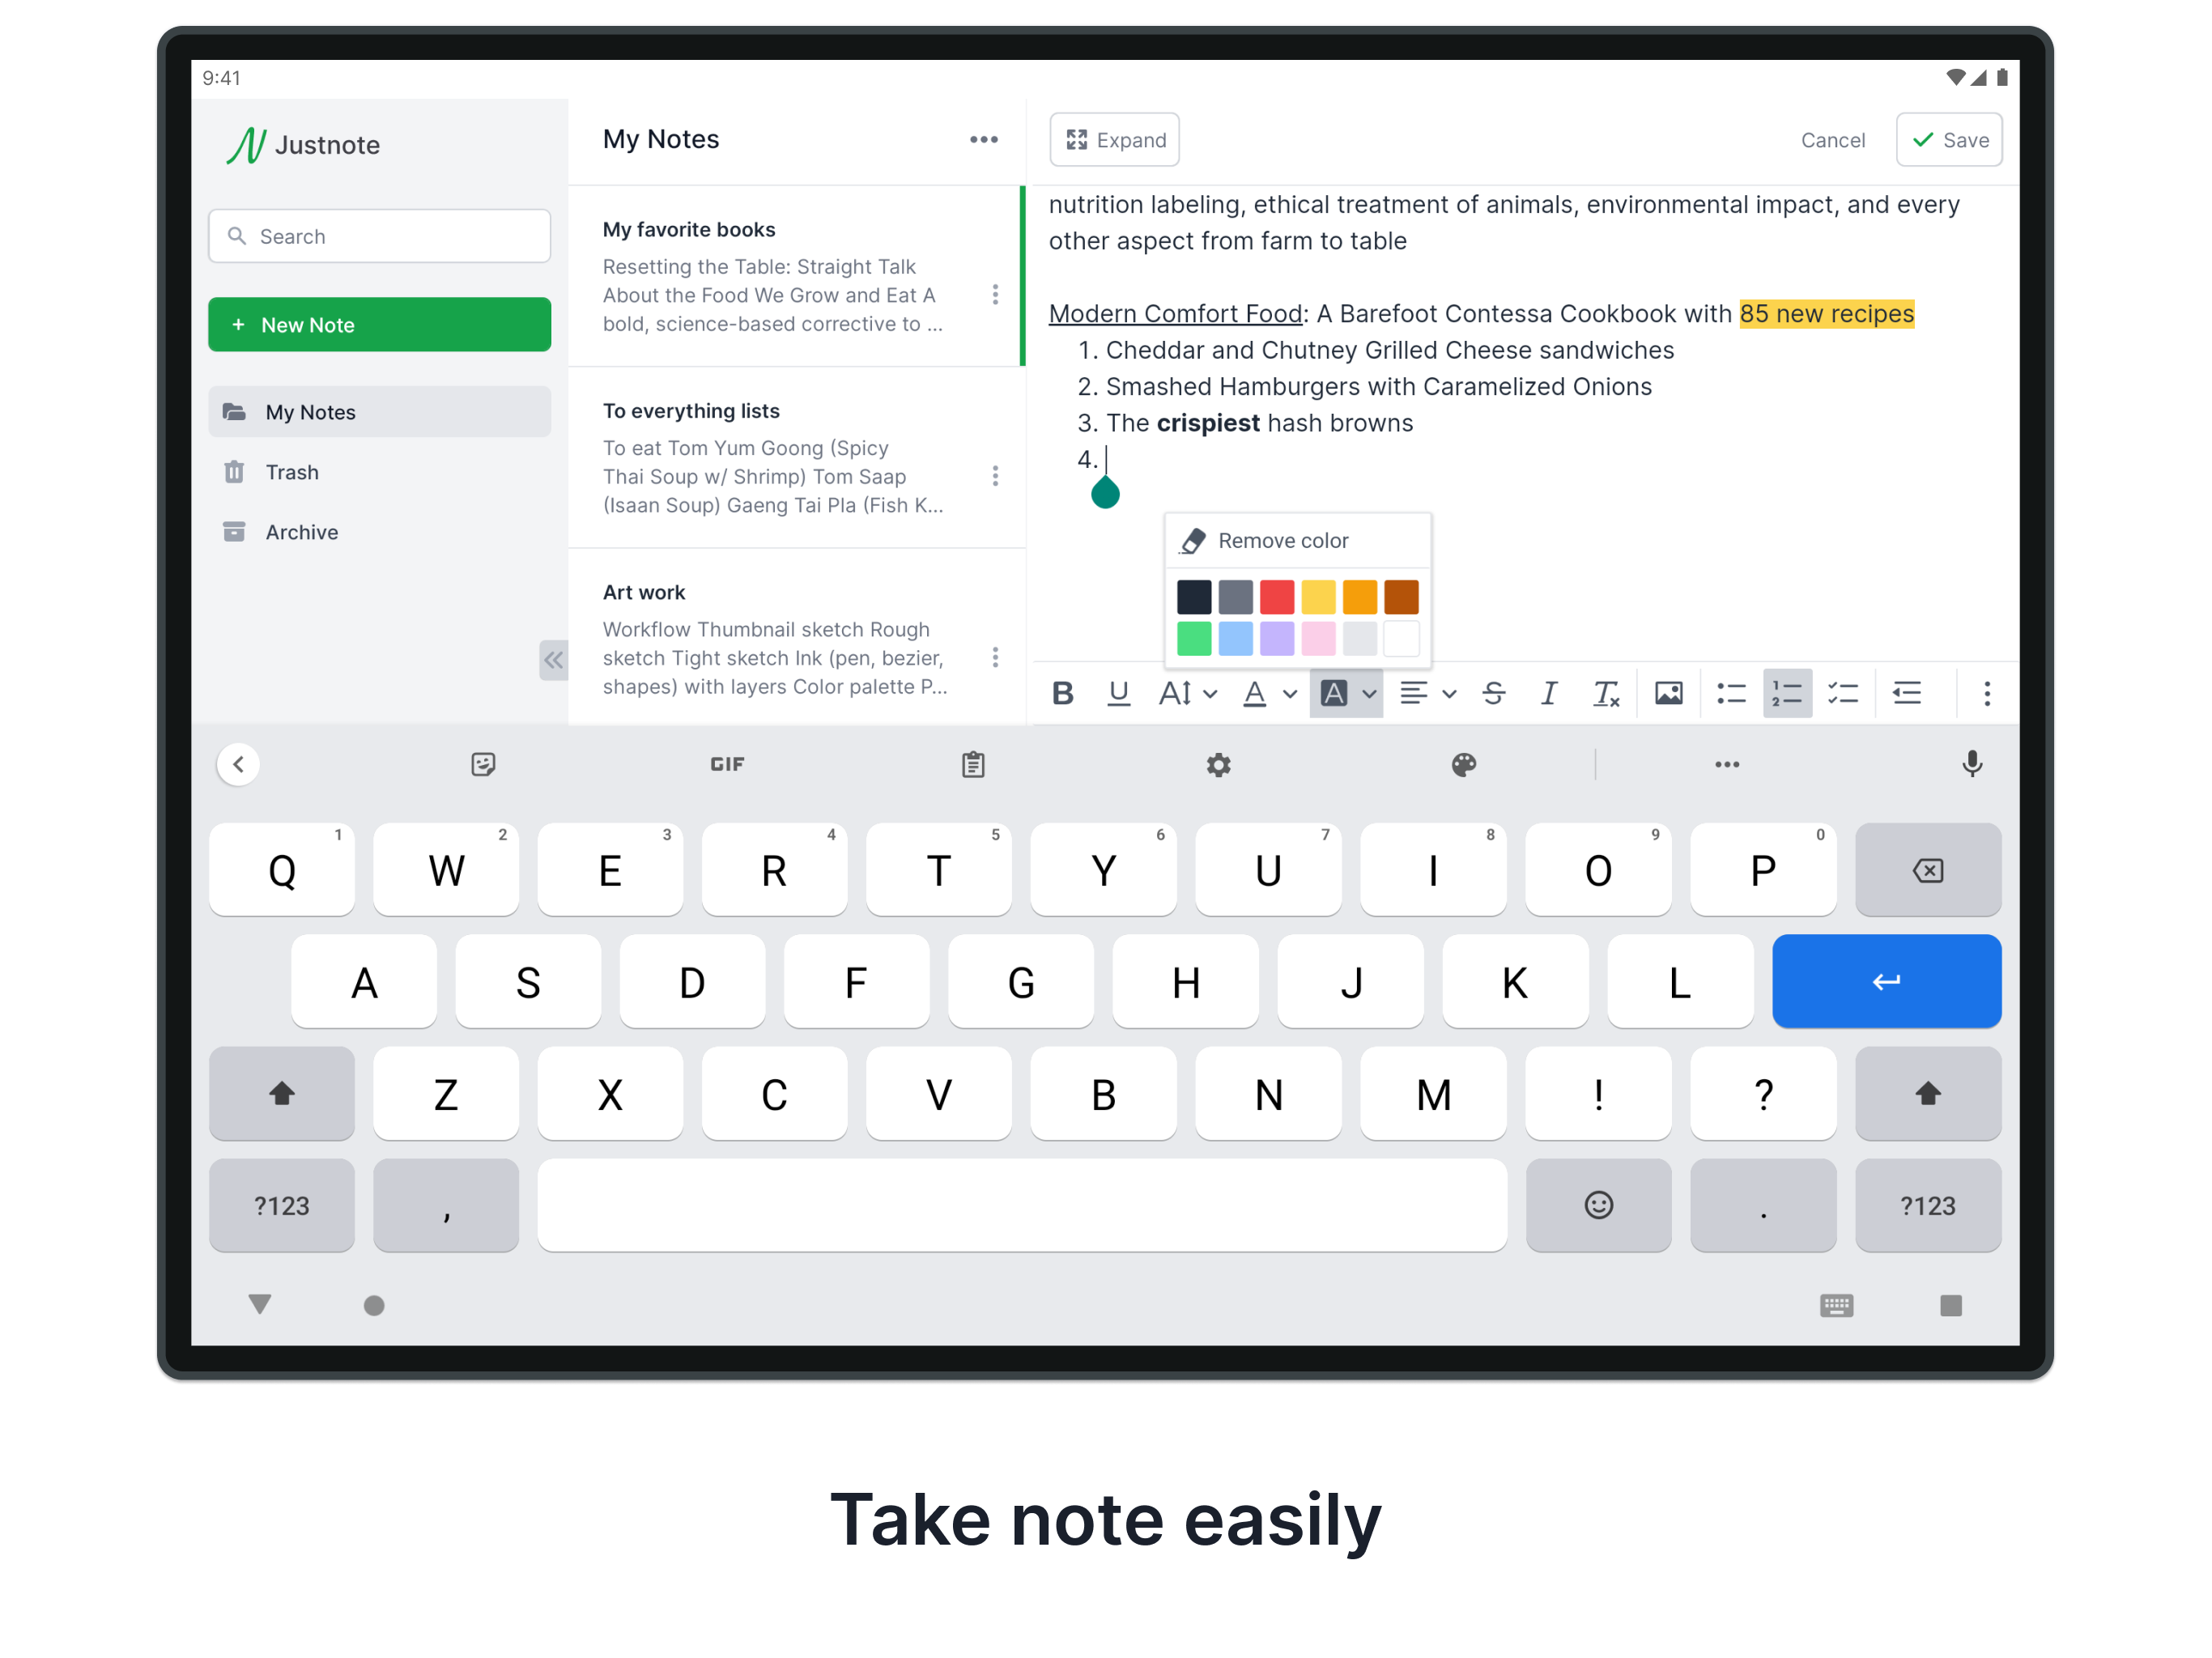 9:41
Justnote
Search
+ New Note
My Notes
Trash
Archive
My Notes
My favorite books
Resetting the Table: Straight Talk
About the Food We Grow and Eat A
bold, science-based corrective to ...
To everything lists
To eat Tom Yum Goong (Spicy
Thai Soup w/ Shrimp) Tom Saap
(Isaan Soup) Gaeng Tai Pla (Fish K...
Art work
Workflow Thumbnail sketch Rough
sketch Tight sketch Ink (pen, bezier,
shapes) with layers Color palette P...
Expand
Cancel
Save
nutrition labeling, ethical treatment of animals, environmental impact, and every
other aspect from farm to table
Modern Comfort Food: A Barefoot Contessa Cookbook with 85 new recipes
1. Cheddar and Chutney Grilled Cheese sandwiches
2. Smashed Hamburgers with Caramelized Onions
3. The crispiest hash browns
4.
Remove color
B U A A A S I T
GIF
Q 1 W 2 E 3 R 4 T 5 Y 6 U 7 I 8 O 9 P 0
A S D F G H J K L
Z X C V B N M ! ?
?123 , . ?123
Take note easily